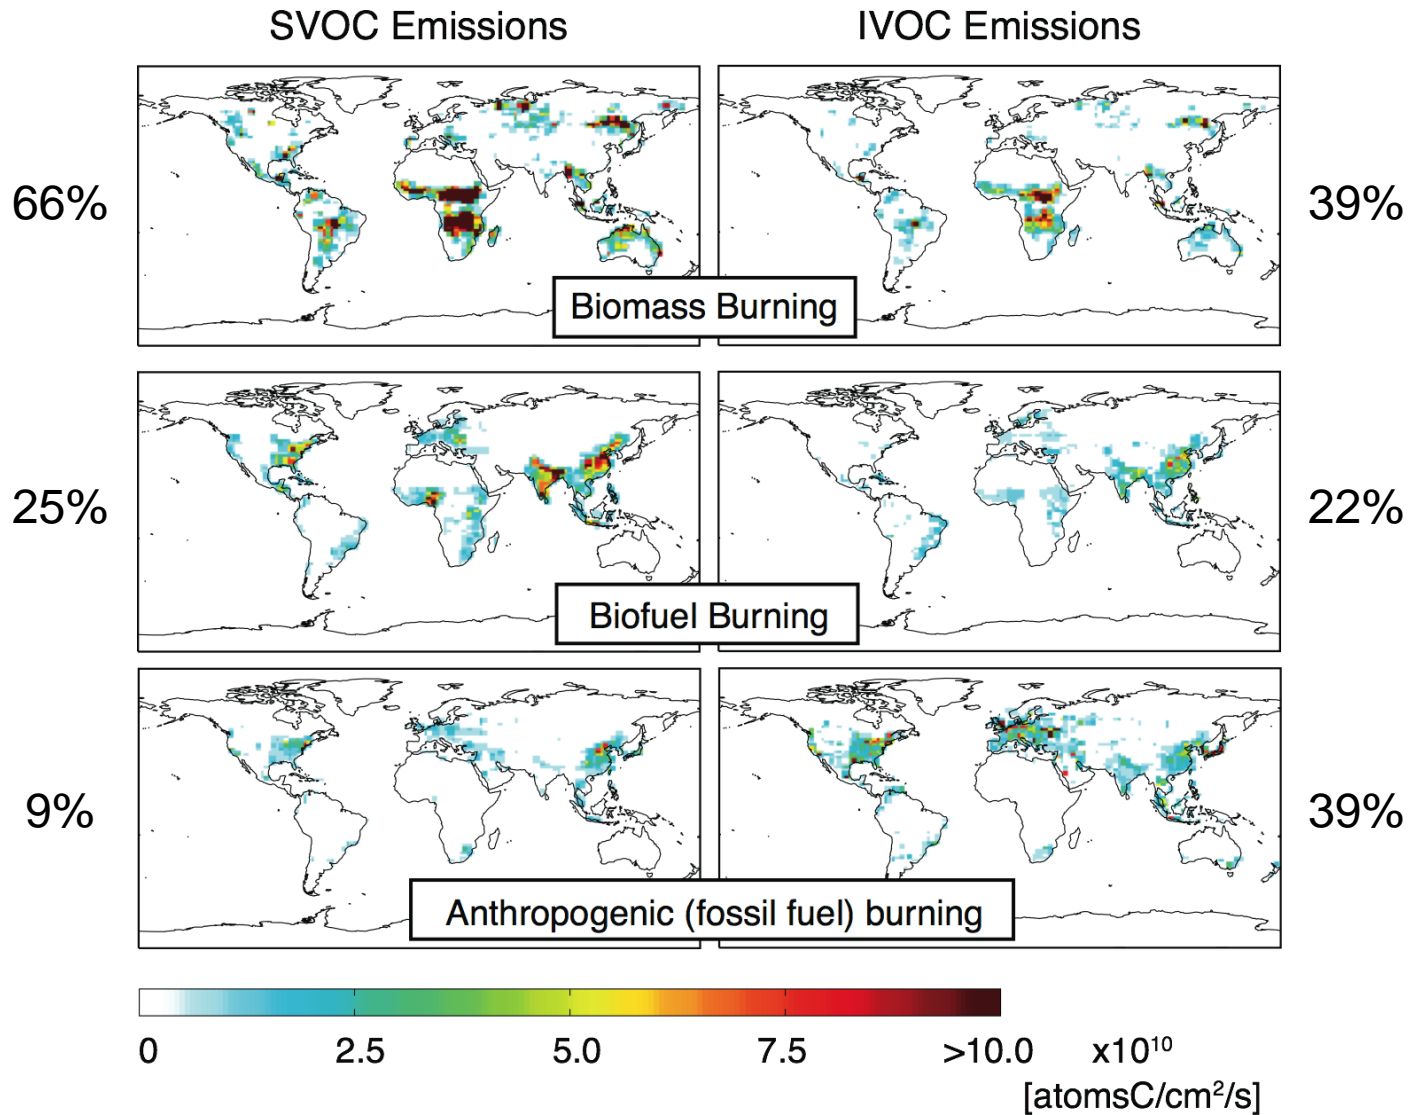 SVOC Emissions IVOC Emissions
66% 39%
Biomass Burning
25% 22%
Biofuel Burning
9% 39%
Anthropogenic (fossil fuel) burning
0 2.5 5.0 7.5 >10.0 x10¹⁰
[atomsC/cm²/s]